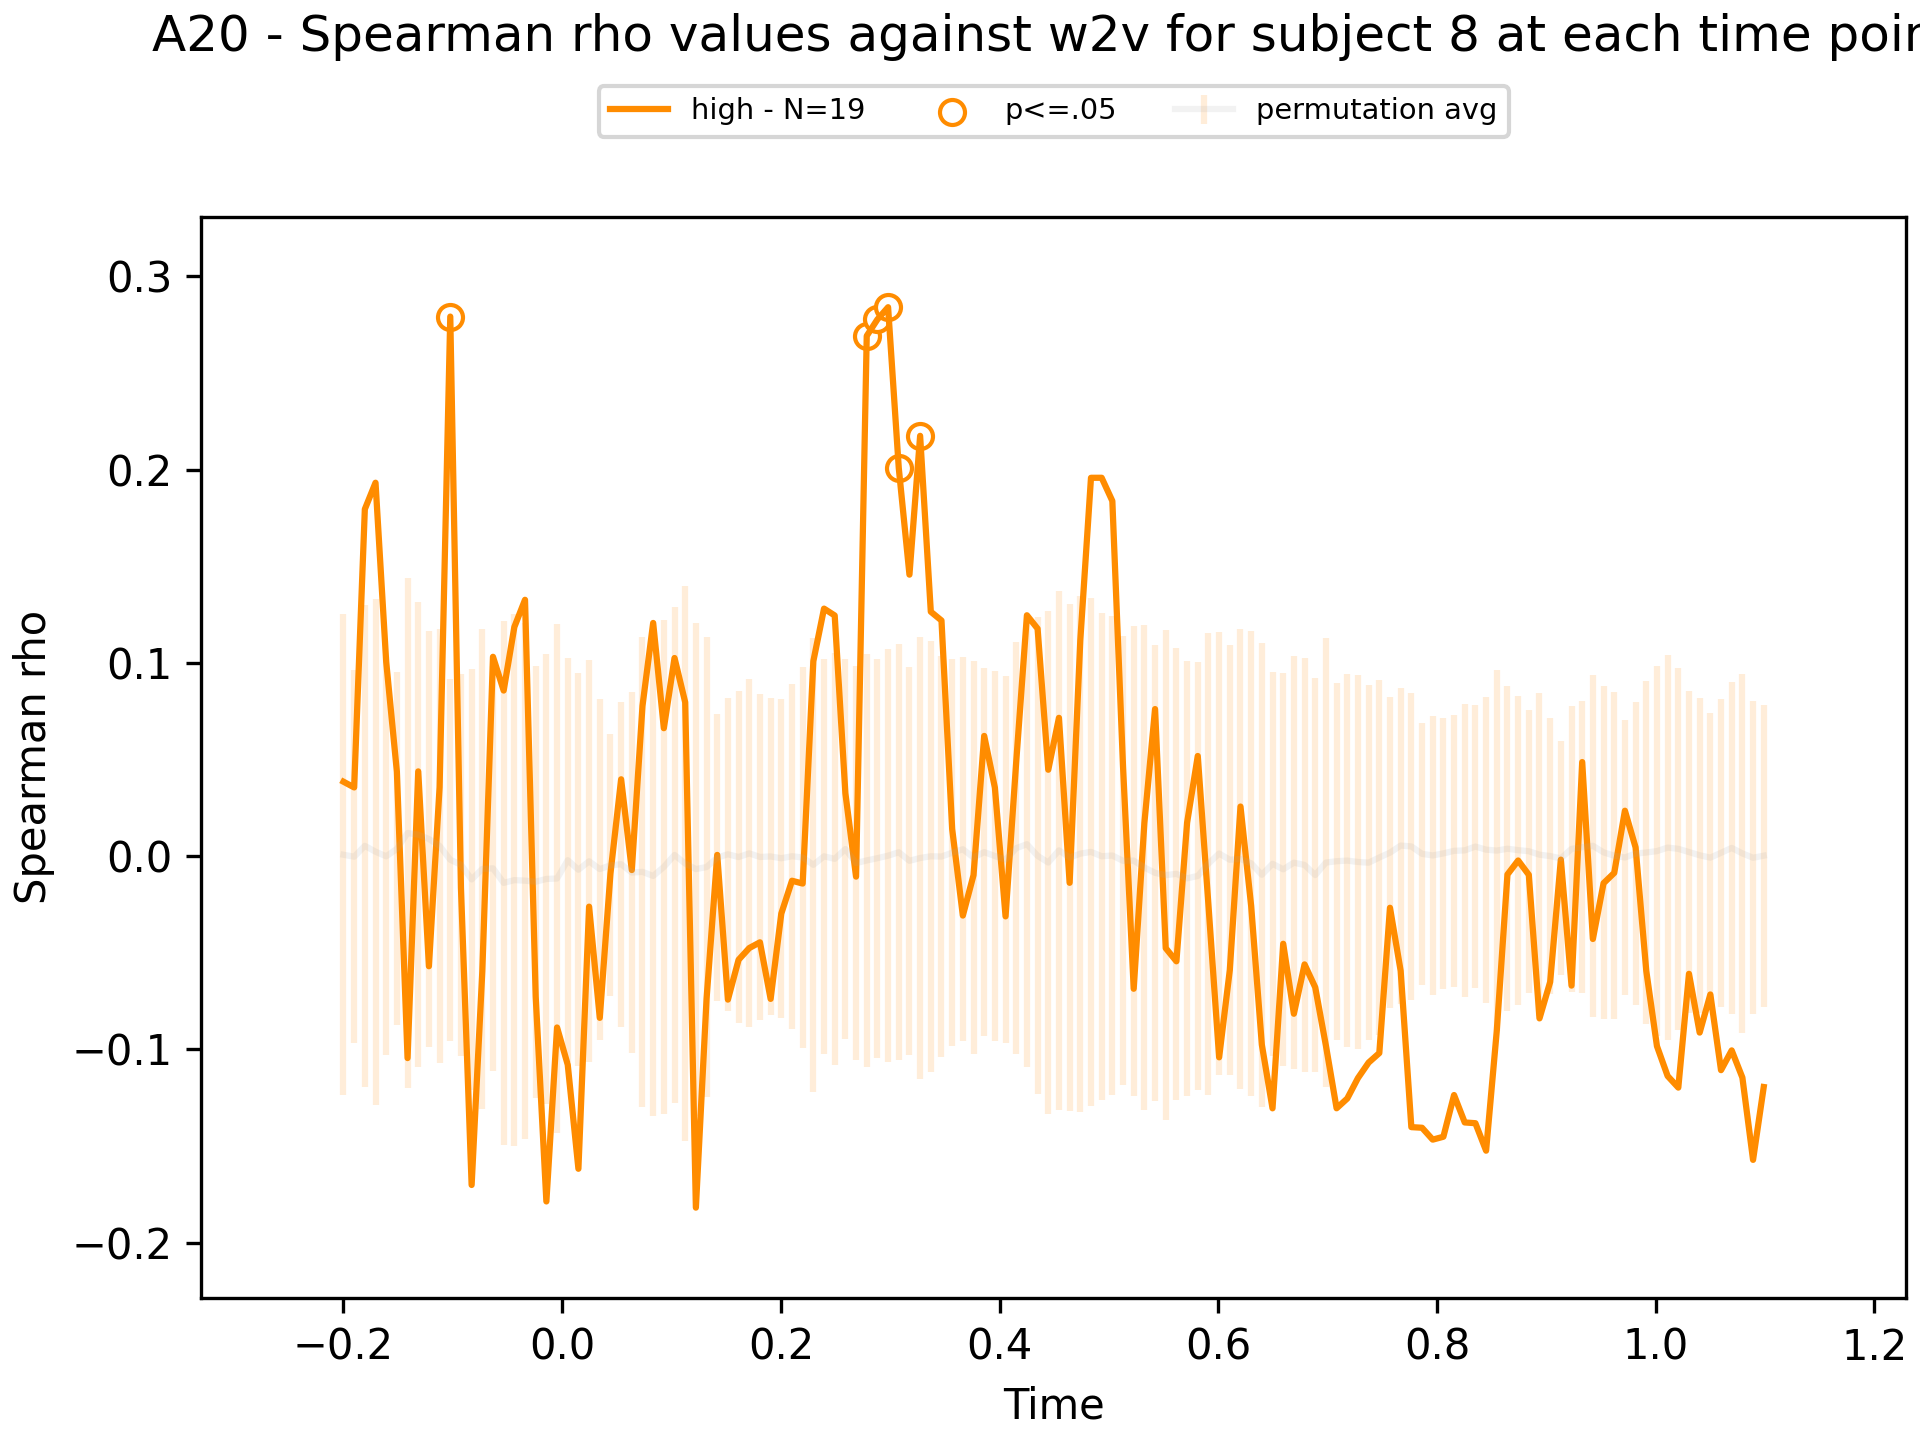 A20 - Spearman rho values against w2v for subject 8 at each time poin
high - N=19 p<=.05 permutation avg
0.3
0.2
0.1
0.0
−0.1
−0.2
Spearman rho
−0.2 0.0 0.2 0.4 0.6 0.8 1.0 1.2
Time